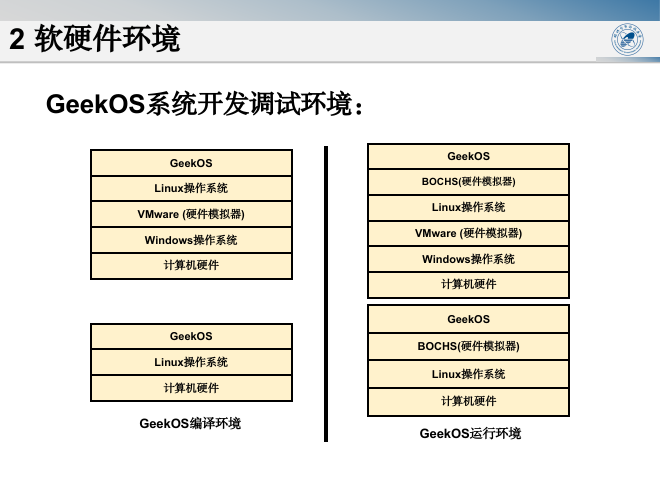 2 软硬件环境
GeekOS系统开发调试环境：
GeekOS
Linux操作系统
VMware (硬件模拟器)
Windows操作系统
计算机硬件
GeekOS
Linux操作系统
计算机硬件
GeekOS编译环境
GeekOS
BOCHS(硬件模拟器)
Linux操作系统
VMware (硬件模拟器)
Windows操作系统
计算机硬件
GeekOS
BOCHS(硬件模拟器)
Linux操作系统
计算机硬件
GeekOS运行环境